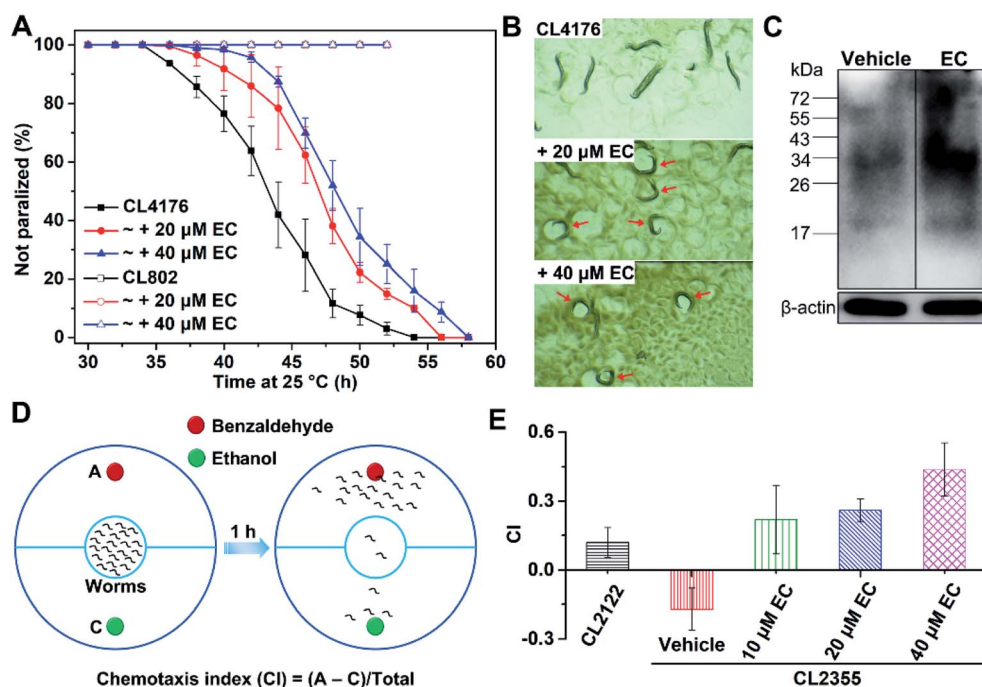 A
100
80
60
40
20
0
Not paralized (%)
CL4176
~ + 20 μM EC
~ + 40 μM EC
CL802
~ + 20 μM EC
~ + 40 μM EC
30 35 40 45 50 55 60
Time at 25 °C (h)
B
CL4176
+ 20 μM EC
+ 40 μM EC
C
Vehicle EC
kDa
72
55
43
34
26
17
β-actin
D
Benzaldehyde
Ethanol
A
1 h
Worms
C
Chemotaxis index (CI) = (A – C)/Total
E
0.6
0.3
0.0
-0.3
CI
CL2122
Vehicle
10 μM EC
20 μM EC
40 μM EC
CL2355